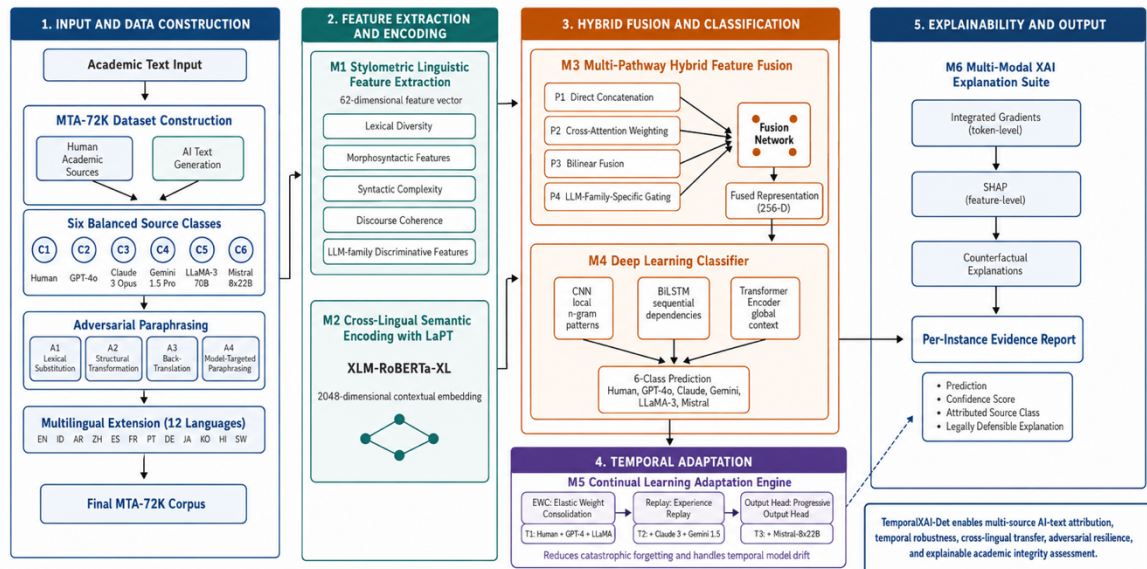 1. INPUT AND DATA CONSTRUCTION
Academic Text Input
MTA-72K Dataset Construction
Human
Academic
Sources
AI Text
Generation
Six Balanced Source Classes
C1
C2
C3
C4
C5
C6
Human
GPT-4o
Claude
3 Opus
Gemini
1.5 Pro
LLaMA-3
70B
Mistral
8x22B
Adversarial Paraphrasing
A1
Lexical
Substitution
A2
Structural
Transformation
A3
Back-
Translation
A4
Model-Targeted
Paraphrasing
Multilingual Extension (12 Languages)
EN ID AR ZH ES FR PT DE JA KO HI SW
Final MTA-72K Corpus
2. FEATURE EXTRACTION
AND ENCODING
M1 Stylometric Linguistic
Feature Extraction
62-dimensional feature vector
Lexical Diversity
Morphosyntactic Features
Syntactic Complexity
Discourse Coherence
LLM-family Discriminative Features
M2 Cross-Lingual Semantic
Encoding with LaPT
XLM-RoBERTa-XL
2048-dimensional contextual embedding
3. HYBRID FUSION AND CLASSIFICATION
M3 Multi-Pathway Hybrid Feature Fusion
P1 Direct Concatenation
P2 Cross-Attention Weighting
P3 Bilinear Fusion
P4 LLM-Family-Specific Gating
Fusion
Network
Fused Representation
(256-D)
M4 Deep Learning Classifier
CNN
local
n-gram
patterns
BiLSTM
sequential
dependencies
Transformer
Encoder
global
context
6-Class Prediction
Human, GPT-4o, Claude, Gemini,
LLaMA-3, Mistral
4. TEMPORAL ADAPTATION
M5 Continual Learning Adaptation Engine
EWC: Elastic Weight
Consolidation
T1: Human + GPT-4 + LLaMA
Replay: Experience
Replay
T2: + Claude 3 + Gemini 1.5
Output Head: Progressive
Output Head
T3: + Mistral-8x22B
Reduces catastrophic forgetting and handles temporal model drift
5. EXPLAINABILITY AND OUTPUT
M6 Multi-Modal XAI
Explanation Suite
Integrated Gradients
(token-level)
SHAP
(feature-level)
Counterfactual
Explanations
Per-Instance Evidence Report
• Prediction
• Confidence Score
• Attributed Source Class
• Legally Defensible Explanation
TemporalXAI-Det enables multi-source AI-text attribution,
temporal robustness, cross-lingual transfer, adversarial resilience,
and explainable academic integrity assessment.